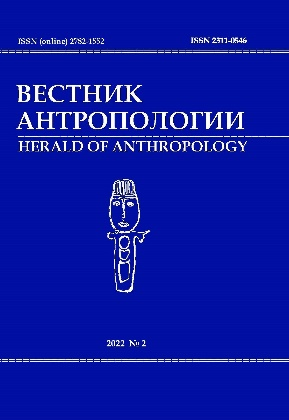 ISSN (online) 2782-1552 ISSN 2311-0546
ВЕСТНИК
АНТРОПОЛОГИИ
HERALD OF ANTHROPOLOGY
2022 № 2